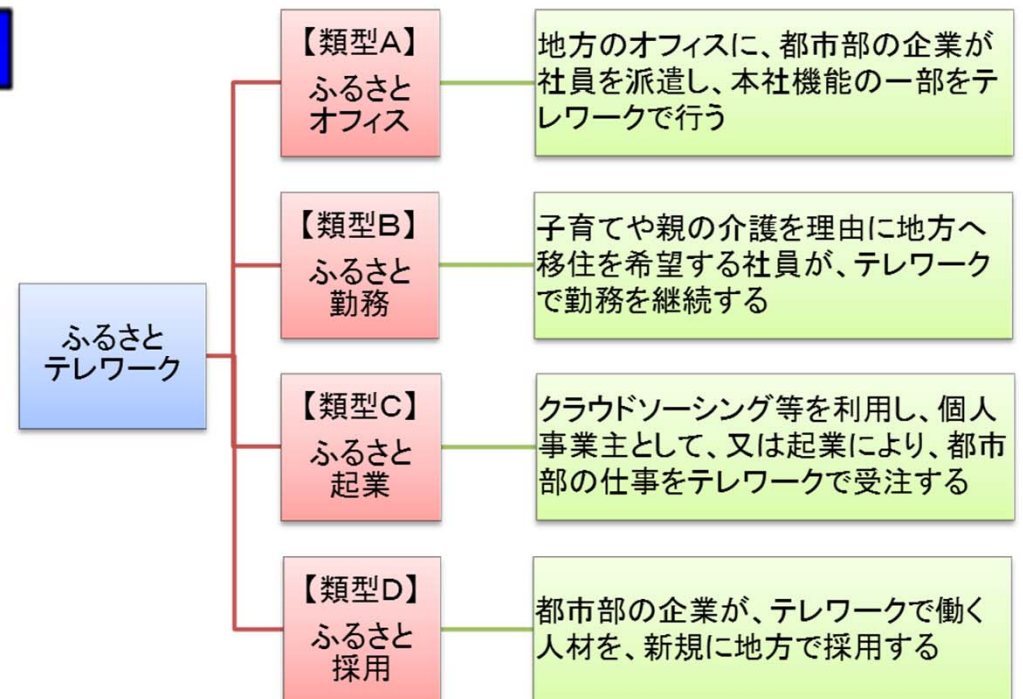 【類型A】
ふるさと
オフィス
地方のオフィスに、都市部の企業が
社員を派遣し、本社機能の一部をテ
レワークで行う
【類型B】
ふるさと
勤務
子育てや親の介護を理由に地方へ
移住を希望する社員が、テレワーク
で勤務を継続する
ふるさと
テレワーク
【類型C】
ふるさと
起業
クラウドソーシング等を利用し、個人
事業主として、又は起業により、都市
部の仕事をテレワークで受注する
【類型D】
ふるさと
採用
都市部の企業が、テレワークで働く
人材を、新規に地方で採用する